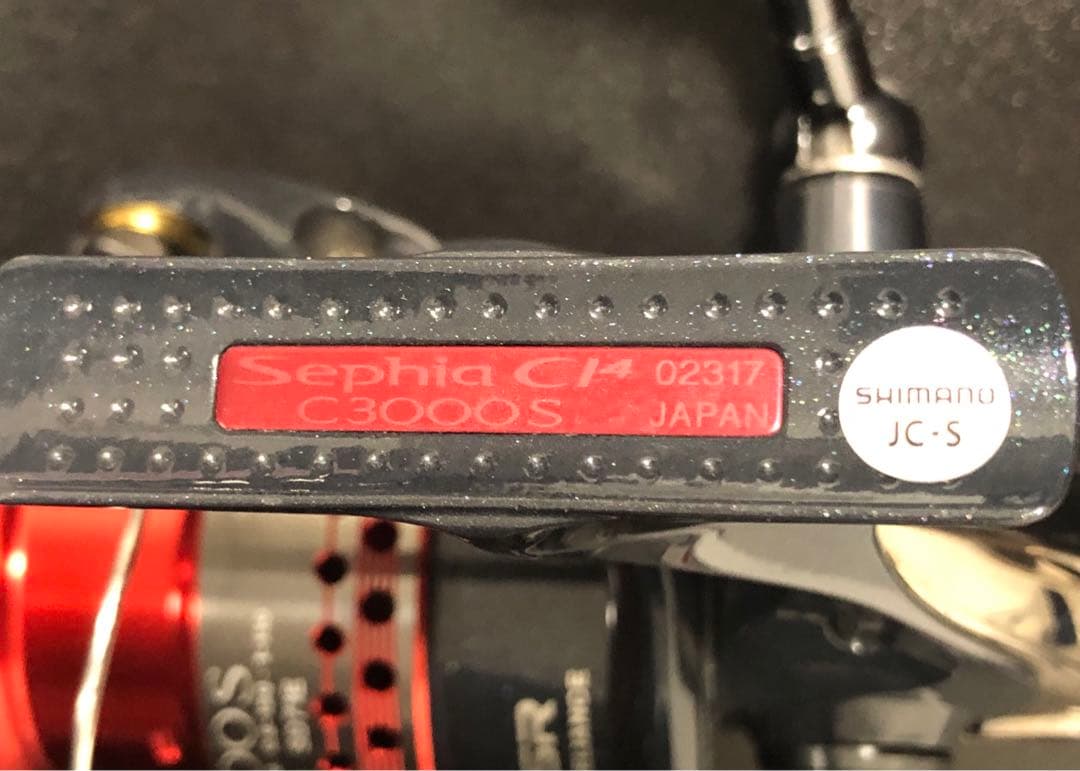 Sephia CI4 02317
C3000S JAPAN
SHIMANO
JC-S